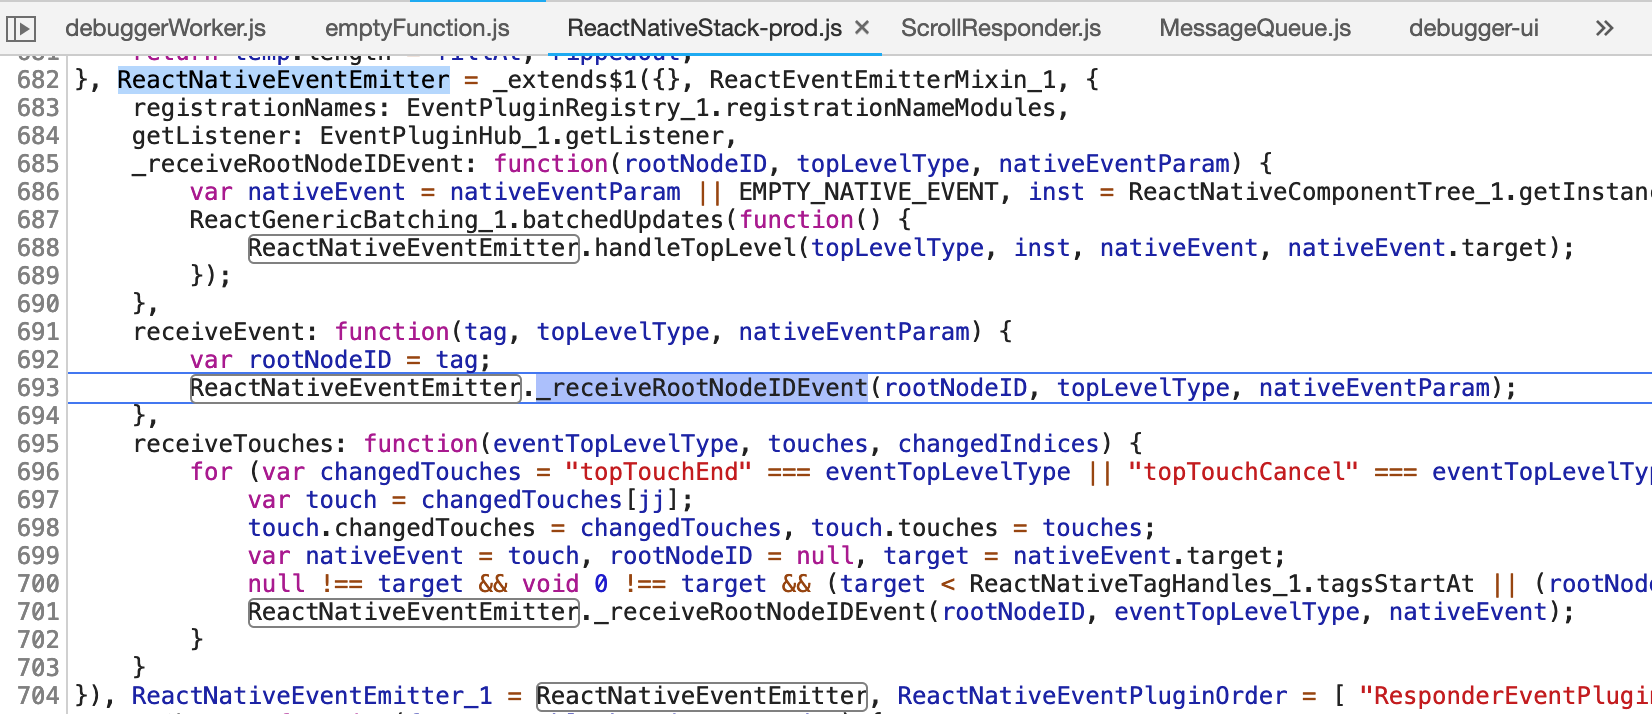 debuggerWorker.js emptyFunction.js ReactNativeStack-prod.js × ScrollResponder.js MessageQueue.js debugger-ui »
682 }, ReactNativeEventEmitter = _extends$1({}, ReactEventEmitterMixin_1, {
683 registrationNames: EventPluginRegistry_1.registrationNameModules,
684 getListener: EventPluginHub_1.getListener,
685 _receiveRootNodeIDEvent: function(rootNodeID, topLevelType, nativeEventParam) {
686 var nativeEvent = nativeEventParam || EMPTY_NATIVE_EVENT, inst = ReactNativeComponentTree_1.getInstan
687 ReactGenericBatching_1.batchedUpdates(function() {
688 ReactNativeEventEmitter.handleTopLevel(topLevelType, inst, nativeEvent, nativeEvent.target);
689 });
690 },
691 receiveEvent: function(tag, topLevelType, nativeEventParam) {
692 var rootNodeID = tag;
693 ReactNativeEventEmitter._receiveRootNodeIDEvent(rootNodeID, topLevelType, nativeEventParam);
694 },
695 receiveTouches: function(eventTopLevelType, touches, changedIndices) {
696 for (var changedTouches = "topTouchEnd" === eventTopLevelType || "topTouchCancel" === eventTopLevelTy
697 var touch = changedTouches[jj];
698 touch.changedTouches = changedTouches, touch.touches = touches;
699 var nativeEvent = touch, rootNodeID = null, target = nativeEvent.target;
700 null !== target && void 0 !== target && (target < ReactNativeTagHandles_1.tagsStartAt || (rootNod
701 ReactNativeEventEmitter._receiveRootNodeIDEvent(rootNodeID, eventTopLevelType, nativeEvent);
702 }
703 }
704 }), ReactNativeEventEmitter_1 = ReactNativeEventEmitter, ReactNativeEventPluginOrder = [ "ResponderEventPlugi